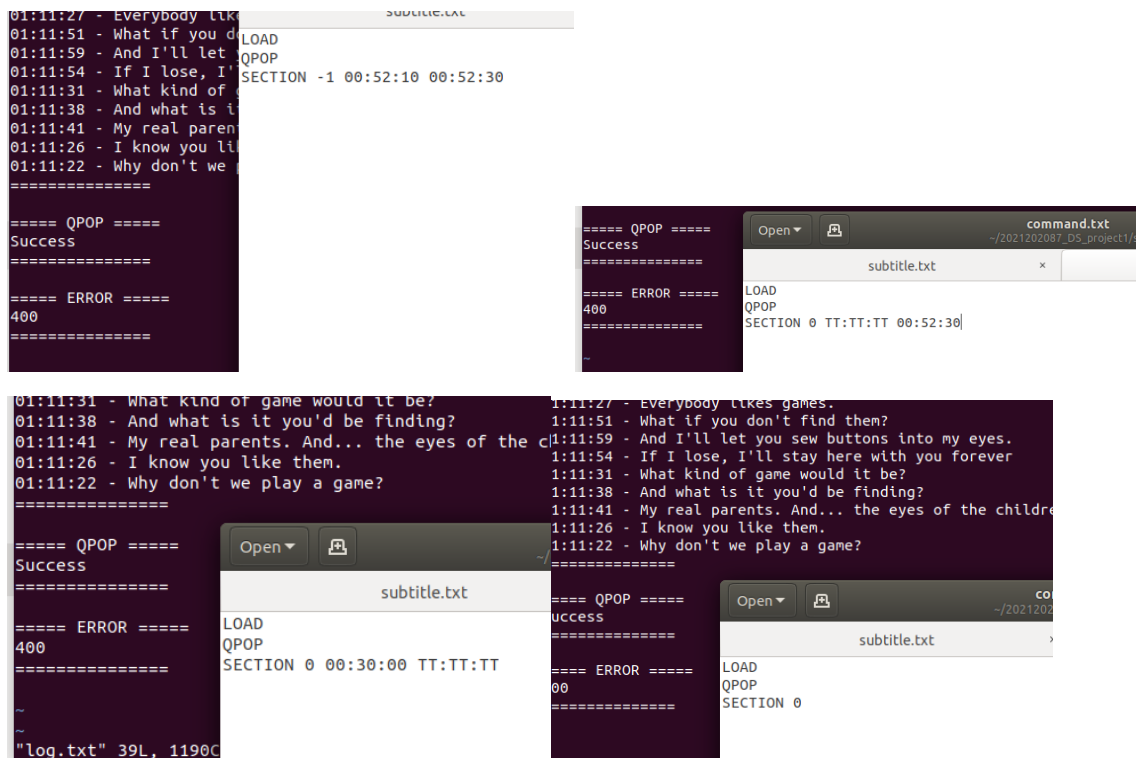 01:11:27 - Everybody like
01:11:51 - What if you d
01:11:59 - And I'll let
01:11:54 - If I lose, I'
01:11:31 - What kind of
01:11:38 - And what is i
01:11:41 - My real paren
01:11:26 - I know you li
01:11:22 - Why don't we
===============
===== QPOP =====
Success
===============
===== ERROR =====
400
===============
subtitle.txt
LOAD
QPOP
SECTION -1 00:52:10 00:52:30
===== QPOP =====
Success
===============
===== ERROR =====
400
===============
~
Open
command.txt
~/2021202087_DS_project1/s
subtitle.txt ×
LOAD
QPOP
SECTION 0 TT:TT:TT 00:52:30
01:11:31 - What kind of game would it be?
01:11:38 - And what is it you'd be finding?
01:11:41 - My real parents. And... the eyes of the c
01:11:26 - I know you like them.
01:11:22 - Why don't we play a game?
===============
===== QPOP =====
Success
===============
===== ERROR =====
400
===============
~
~
"log.txt" 39L, 1190C
Open
~/
subtitle.txt
LOAD
QPOP
SECTION 0 00:30:00 TT:TT:TT
1:11:27 - Everybody likes games.
1:11:51 - What if you don't find them?
1:11:59 - And I'll let you sew buttons into my eyes.
1:11:54 - If I lose, I'll stay here with you forever
1:11:31 - What kind of game would it be?
1:11:38 - And what is it you'd be finding?
1:11:41 - My real parents. And... the eyes of the childre
1:11:26 - I know you like them.
1:11:22 - Why don't we play a game?
==============
==== QPOP =====
uccess
==============
==== ERROR =====
00
==============
Open
co
~/2021202
subtitle.txt
LOAD
QPOP
SECTION 0